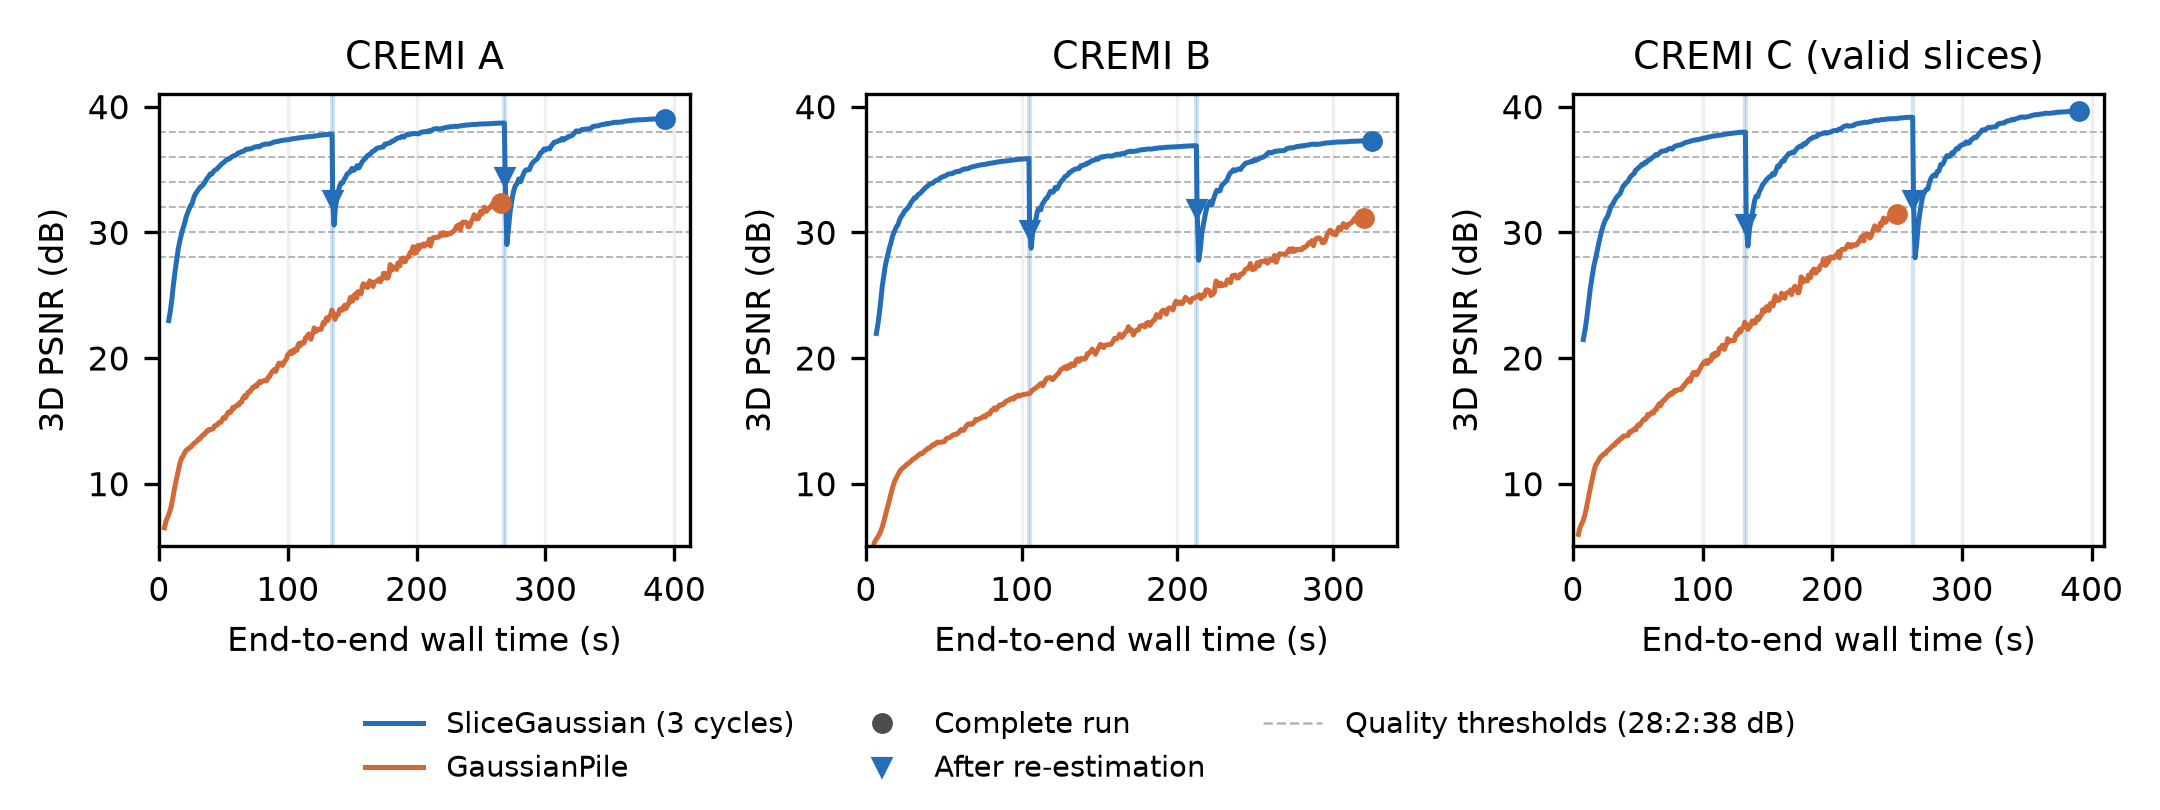 CREMI A
CREMI B
CREMI C (valid slices)
3D PSNR (dB)
40
30
20
10
0
100
200
300
400
End-to-end wall time (s)
3D PSNR (dB)
40
30
20
10
0
100
200
300
End-to-end wall time (s)
3D PSNR (dB)
40
30
20
10
0
100
200
300
400
End-to-end wall time (s)
SliceGaussian (3 cycles)
GaussianPile
Complete run
After re-estimation
Quality thresholds (28:2:38 dB)